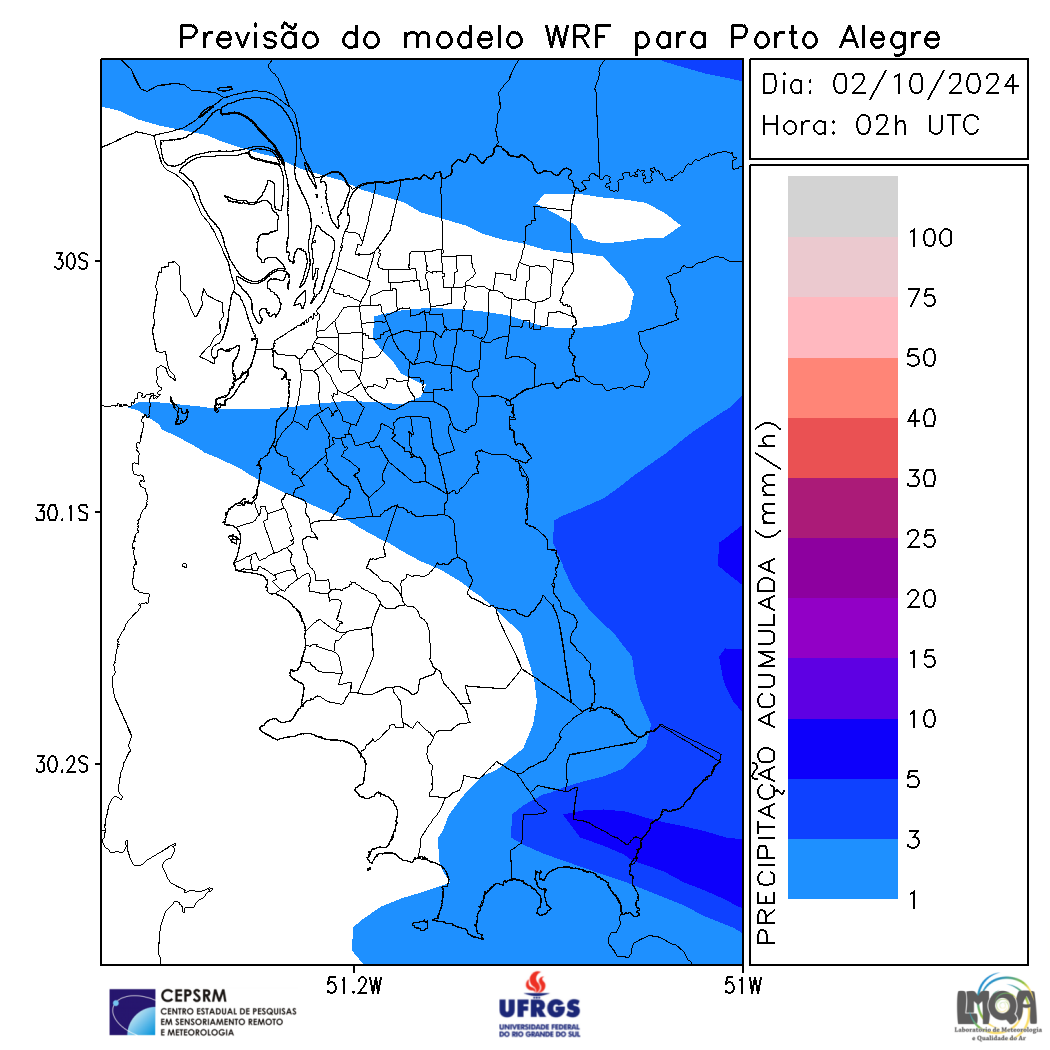 Previsão do modelo WRF para Porto Alegre
Dia: 02/10/2024
Hora: 02h UTC
30S
30.1S
30.2S
51.2W
51W
PRECIPITAÇÃO ACUMULADA (mm/h)
100
75
50
40
30
25
20
15
10
5
3
1
CEPSRM
CENTRO ESTADUAL DE PESQUISAS
EM SENSORIAMENTO REMOTO
E METEOROLOGIA
UFRGS
UNIVERSIDADE FEDERAL
DO RIO GRANDE DO SUL
LMQA
Laboratório de Meteorologia
e Qualidade do Ar